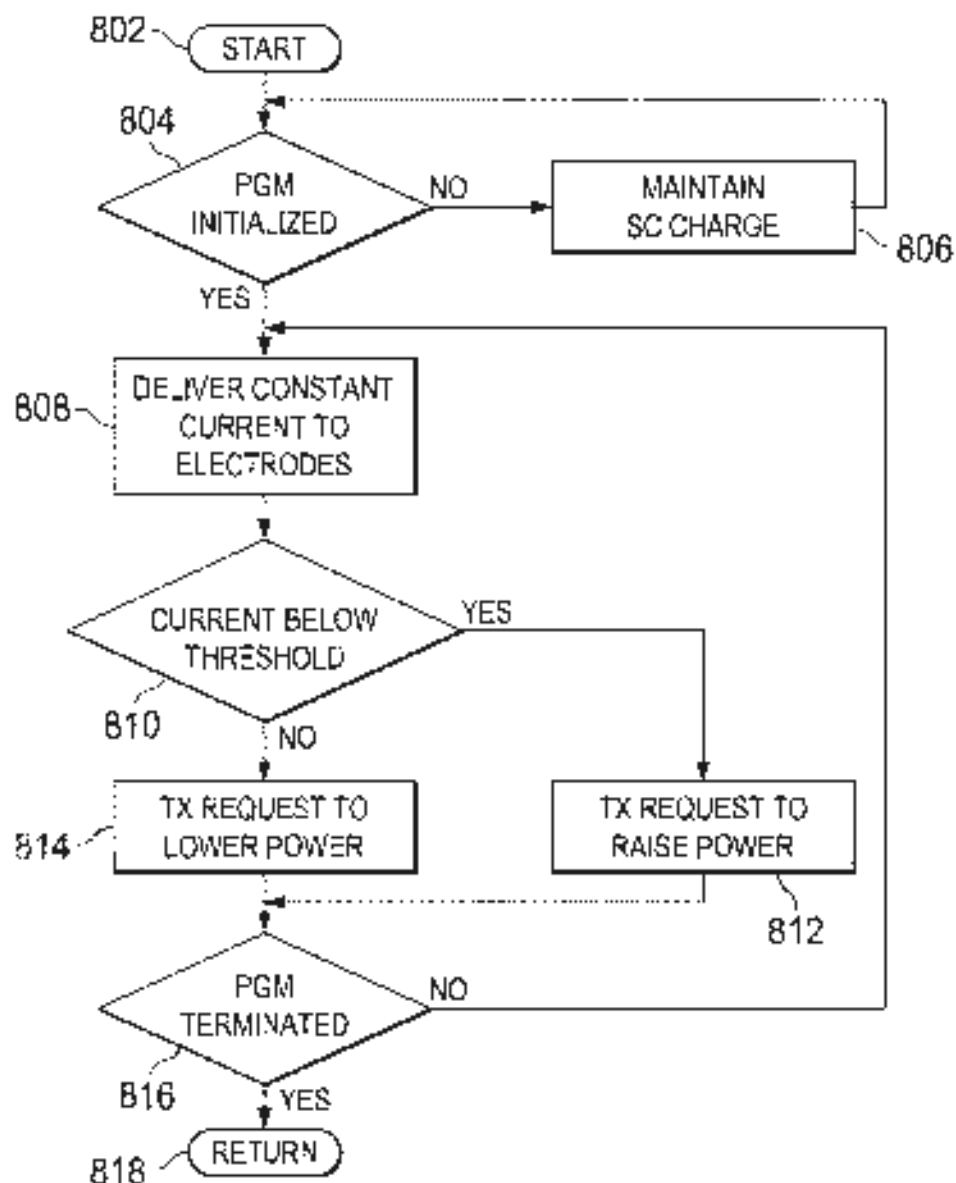 802
START
804
PGM
INITIALIZED
NO
MAINTAIN
SC CHARGE
806
YES
808
DELIVER CONSTANT
CURRENT TO
ELECTRODES
CURRENT BELOW
THRESHOLD
YES
810
NO
814
TX REQUEST TO
LOWER POWER
TX REQUEST TO
RAISE POWER
812
PGM
TERMINATED
NO
816
YES
818
RETURN